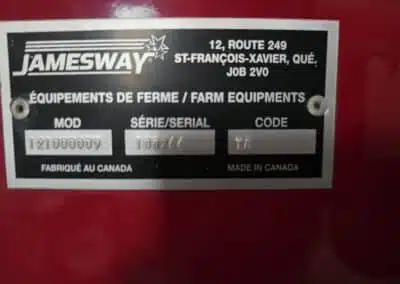 JAMESWAY
12, ROUTE 249
ST-FRANÇOIS-XAVIER, QUÉ.
J0B 2V0
ÉQUIPEMENTS DE FERME / FARM EQUIPMENTS
MOD SÉRIE/SERIAL CODE
FABRIQUÉ AU CANADA MADE IN CANADA